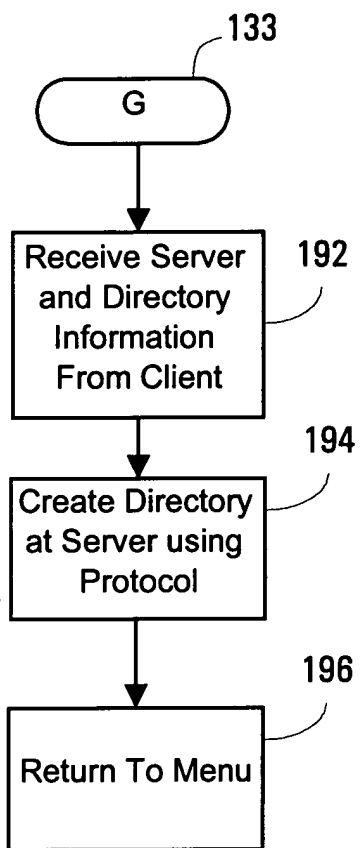 133
G
Receive Server
and Directory
Information
From Client
192
194
Create Directory
at Server using
Protocol
196
Return To Menu